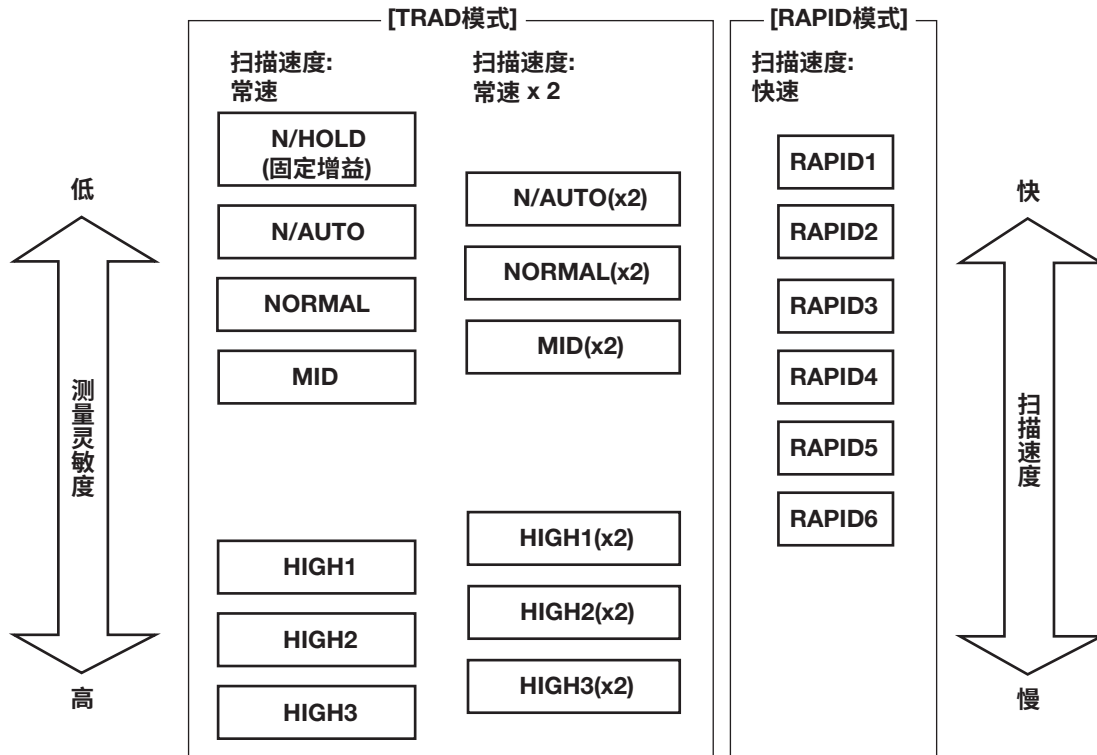 [TRAD模式]
[RAPID模式]
扫描速度:
常速
扫描速度:
常速 x 2
扫描速度:
快速
N/HOLD
(固定增益)
N/AUTO
NORMAL
MID
HIGH1
HIGH2
HIGH3
N/AUTO(x2)
NORMAL(x2)
MID(x2)
HIGH1(x2)
HIGH2(x2)
HIGH3(x2)
RAPID1
RAPID2
RAPID3
RAPID4
RAPID5
RAPID6
低
测量灵敏度
高
快
扫描速度
慢